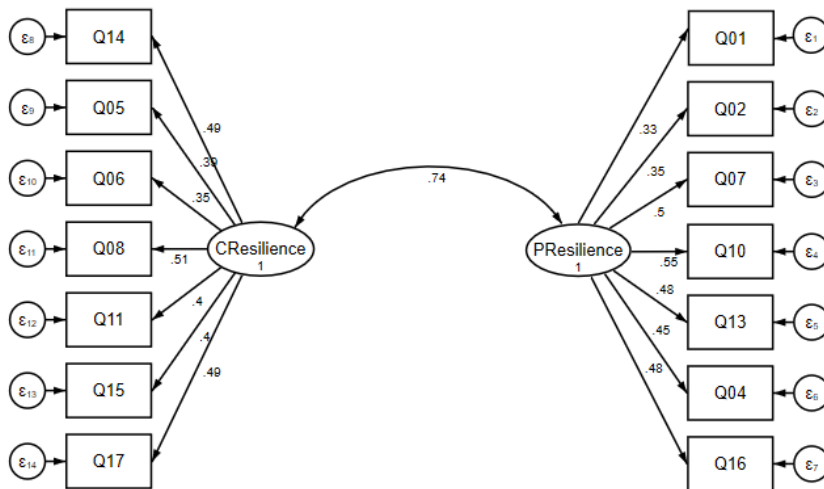 ε8 Q14
ε9 Q05
ε10 Q06
ε11 Q08
ε12 Q11
ε13 Q15
ε14 Q17
.49
.39
.35
.51
.4
.4
.49
CResilience
1
.74
PResilience
1
.33
.35
.5
.55
.48
.45
.48
Q01 ε1
Q02 ε2
Q07 ε3
Q10 ε4
Q13 ε5
Q04 ε6
Q16 ε7